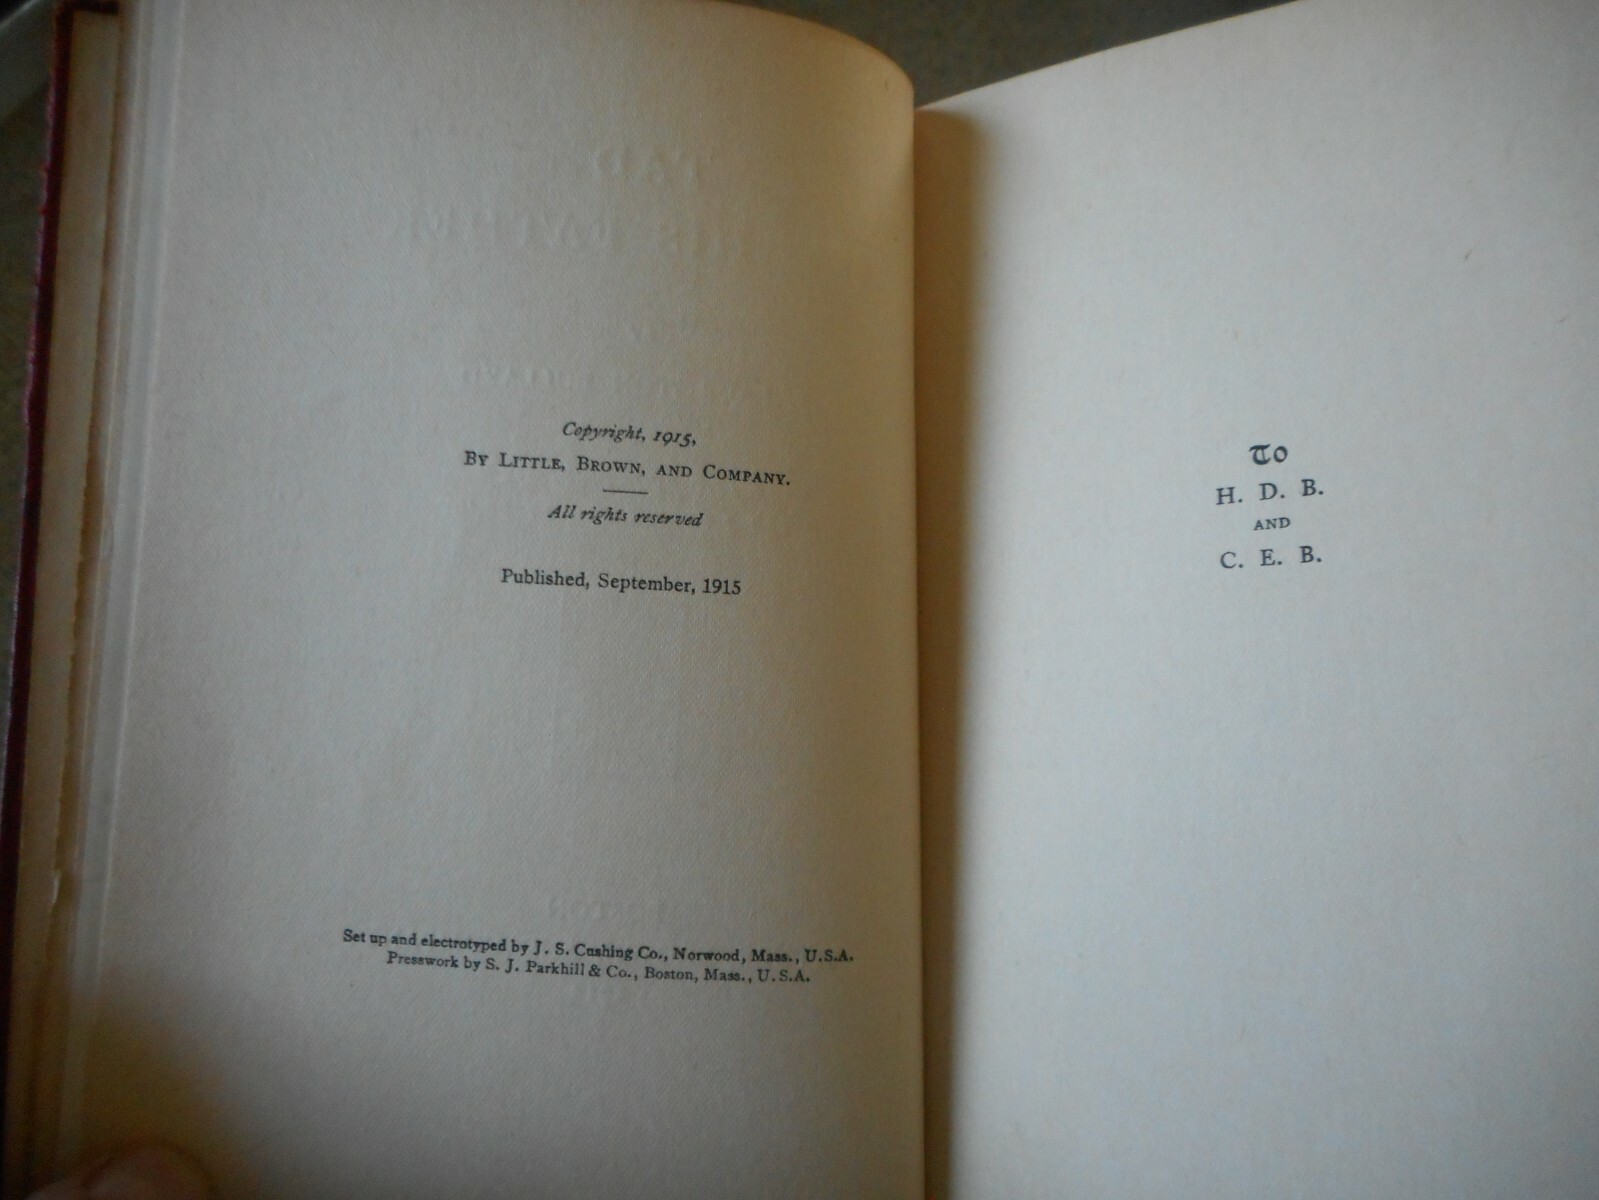 Copyright, 1915,
By Little, Brown, and Company.
All rights reserved
Published, September, 1915
Set up and electrotyped by J. S. Cushing Co., Norwood, Mass., U.S.A.
Presswork by S. J. Parkhill & Co., Boston, Mass., U.S.A.
To
H. D. B.
AND
C. E. B.